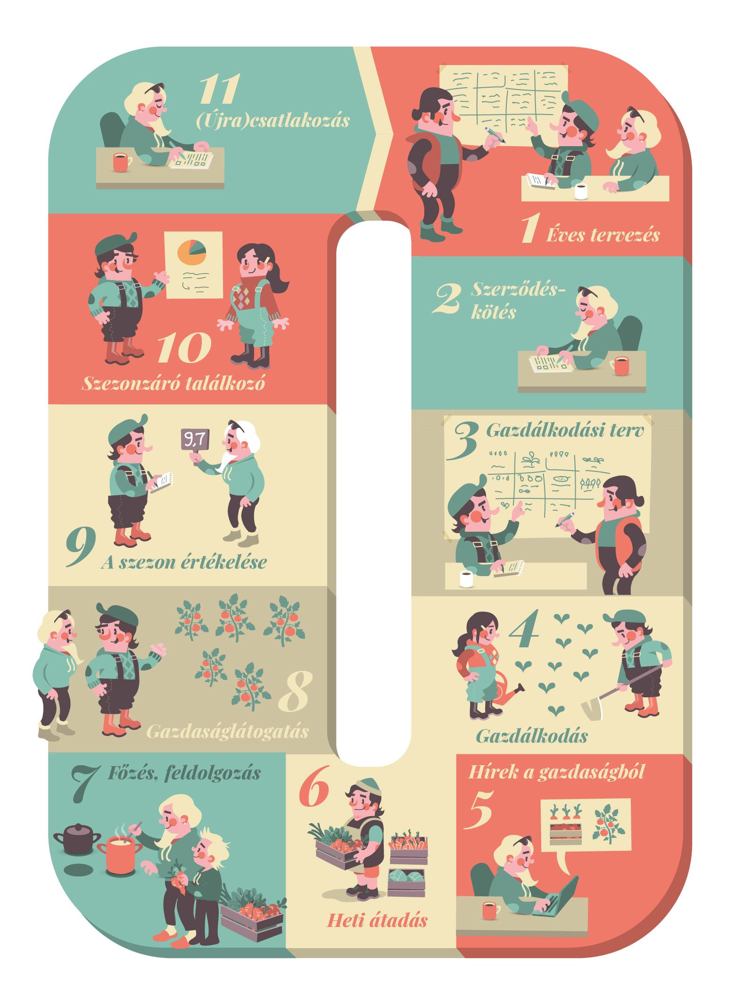 1 Éves tervezés
2 Szerződés-
kötés
3 Gazdálkodási terv
4
Gazdálkodás
Hírek a gazdaságból
5
6
Heti átadás
7 Főzés, feldolgozás
8
Gazdaságlátogatás
9,7
9 A szezon értékelése
10
Szezonzáró találkozó
11
(Újra)csatlakozás